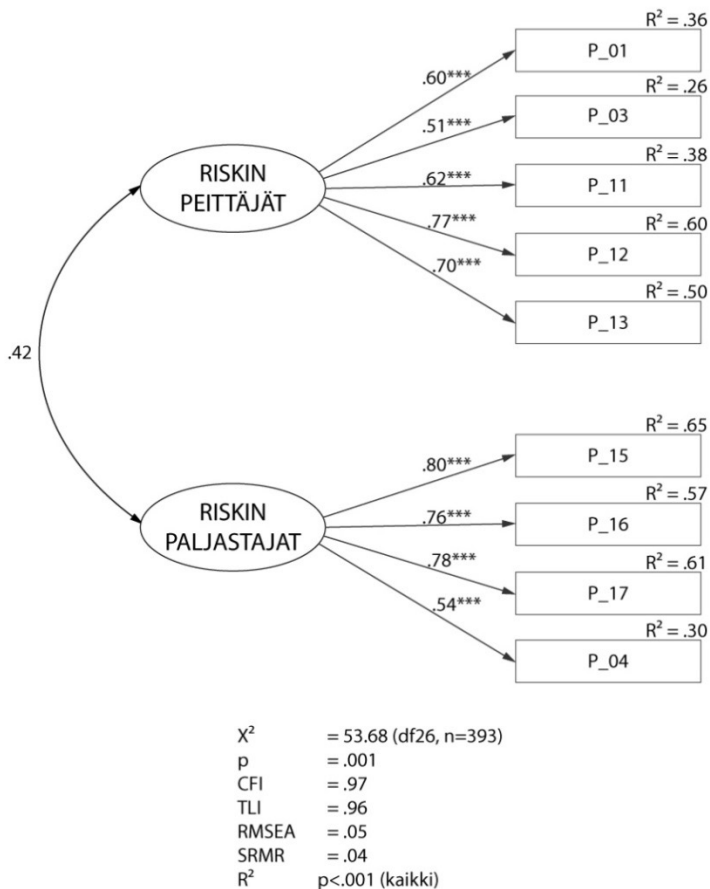 R² = .36
P_01
.60***
R² = .26
P_03
.51***
R² = .38
P_11
.62***
R² = .60
P_12
.77***
R² = .50
P_13
.70***
RISKIN
PEITTÄJÄT
.42
R² = .65
P_15
.80***
R² = .57
P_16
.76***
R² = .61
P_17
.78***
R² = .30
P_04
.54***
RISKIN
PALJASTAJAT
X² = 53.68 (df26, n=393)
p = .001
CFI = .97
TLI = .96
RMSEA = .05
SRMR = .04
R² p<.001 (kaikki)